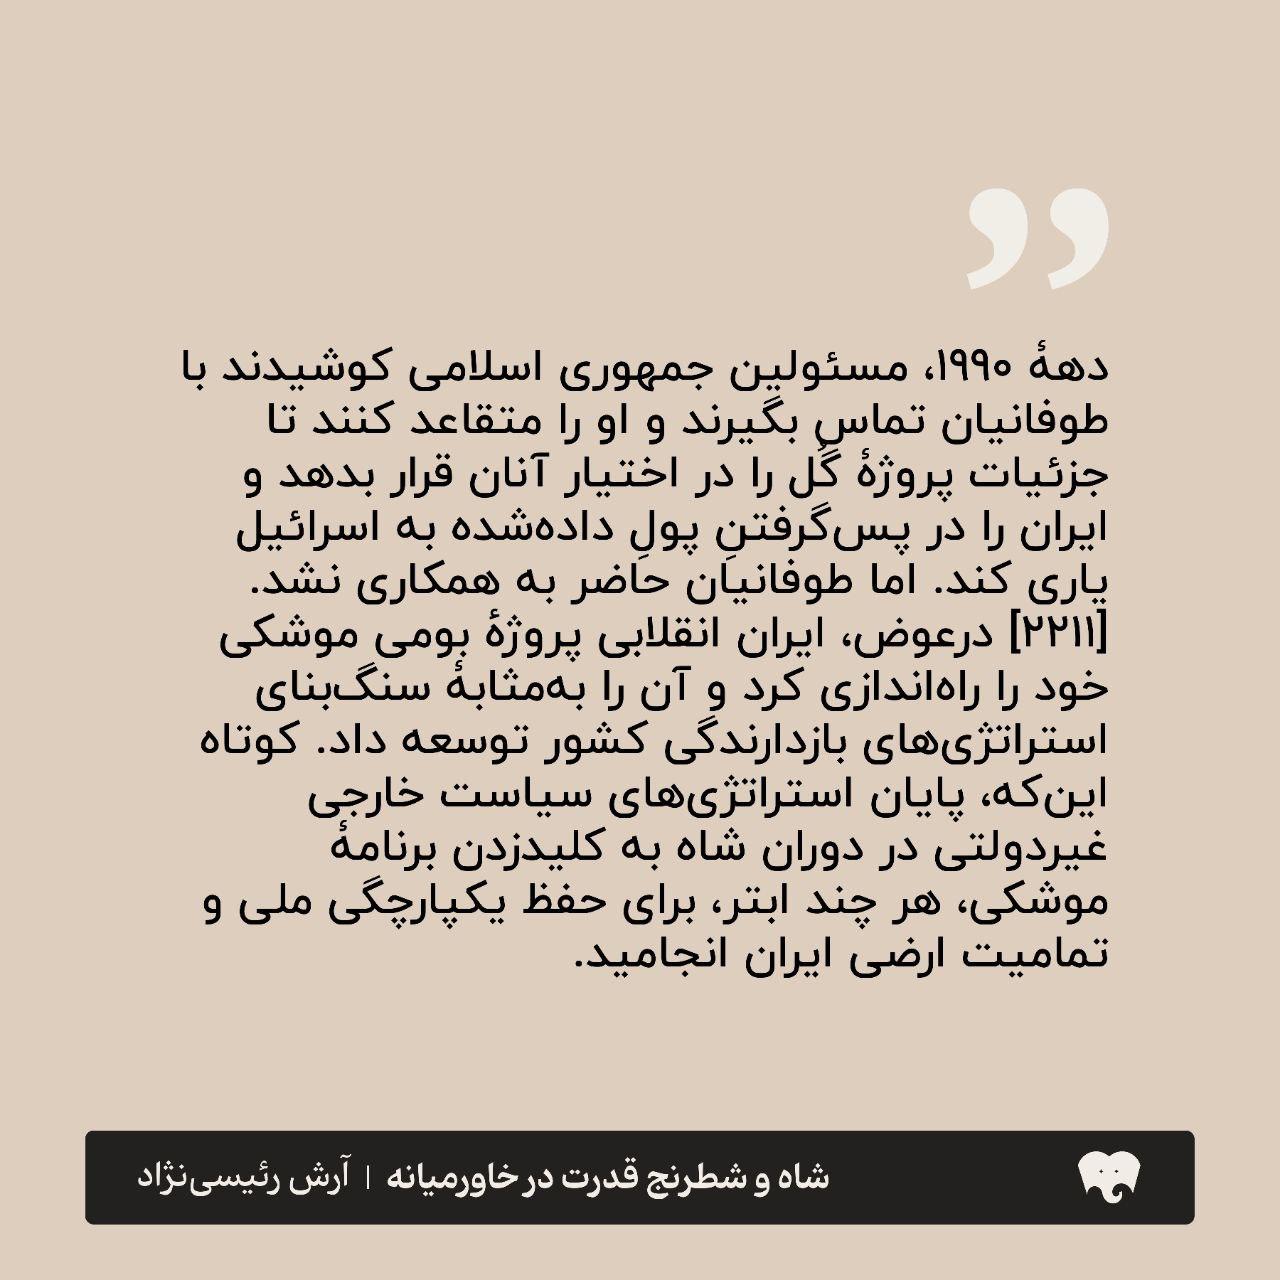 ”
دههٔ ۱۹۹۰، مسئولین جمهوری اسلامی کوشیدند با
طوفانیان تماس بگیرند و او را متقاعد کنند تا
جزئیات پروژهٔ گُل را در اختیار آنان قرار بدهد و
ایران را در پس‌گرفتنِ پولِ داده‌شده به اسرائیل
یاری کند. اما طوفانیان حاضر به همکاری نشد.
[۲۲۱۱] درعوض، ایران انقلابی پروژهٔ بومی موشکی
خود را راه‌اندازی کرد و آن را به‌مثابهٔ سنگ‌بنای
استراتژی‌های بازدارندگی کشور توسعه داد. کوتاه
این‌که، پایان استراتژی‌های سیاست خارجی
غیردولتی در دوران شاه به کلیدزدن برنامهٔ
موشکی، هر چند ابتر، برای حفظ یکپارچگی ملی و
تمامیت ارضی ایران انجامید.
شاه و شطرنج قدرت در خاورمیانه | آرش رئیسی‌نژاد